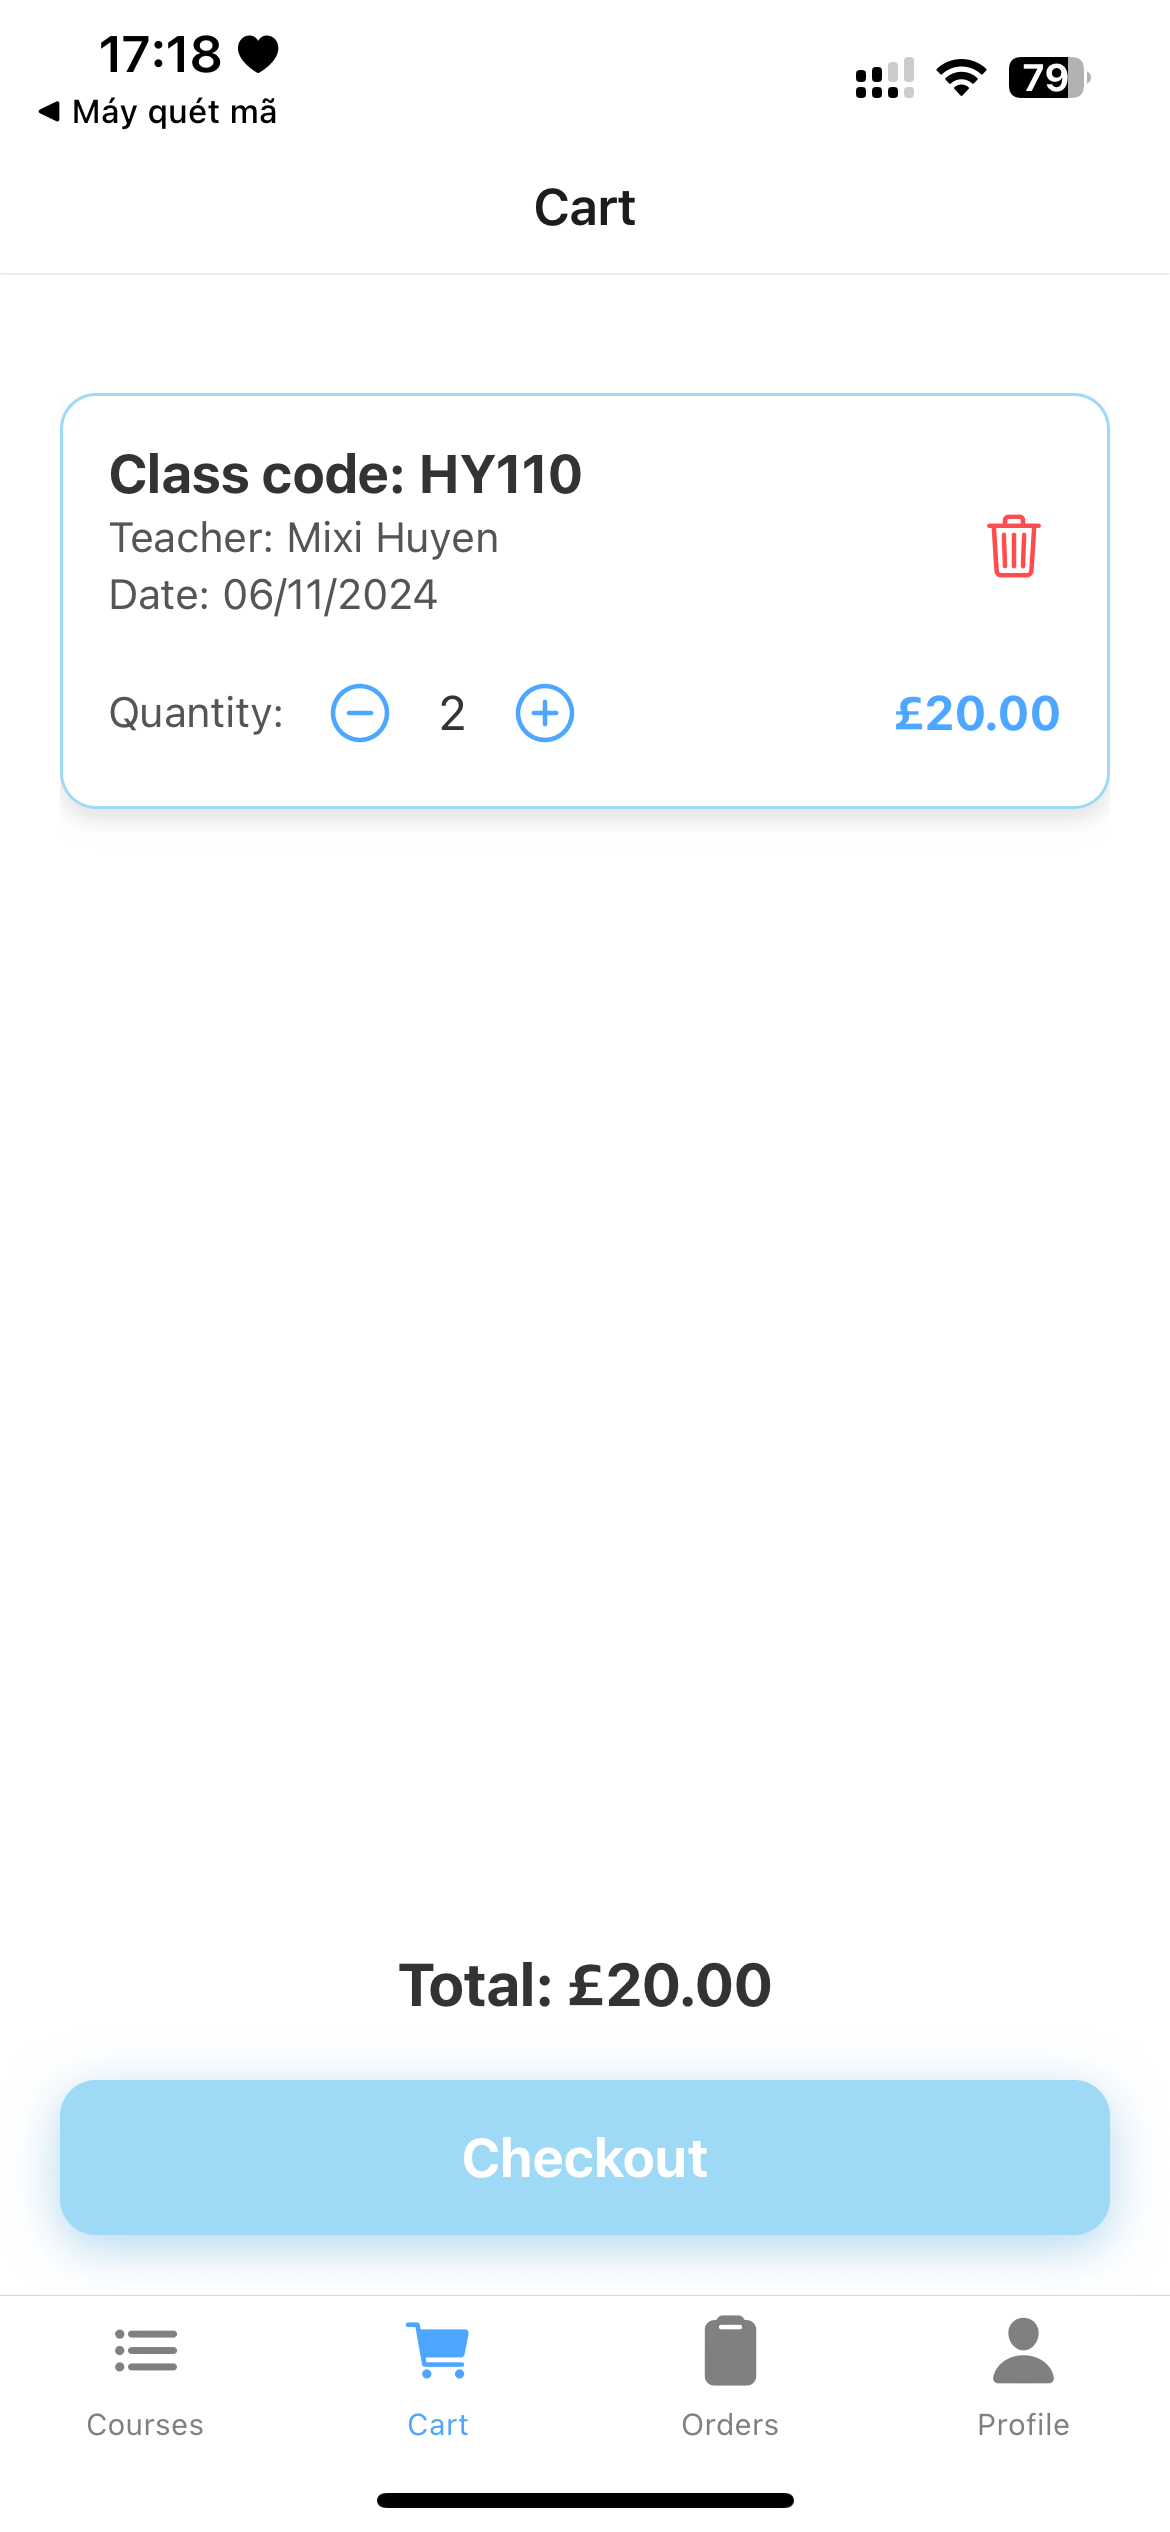 17:18
79
Máy quét mã
Cart
Class code: HY110
Teacher: Mixi Huyen
Date: 06/11/2024
Quantity: 2 £20.00
Total: £20.00
Checkout
Courses Cart Orders Profile